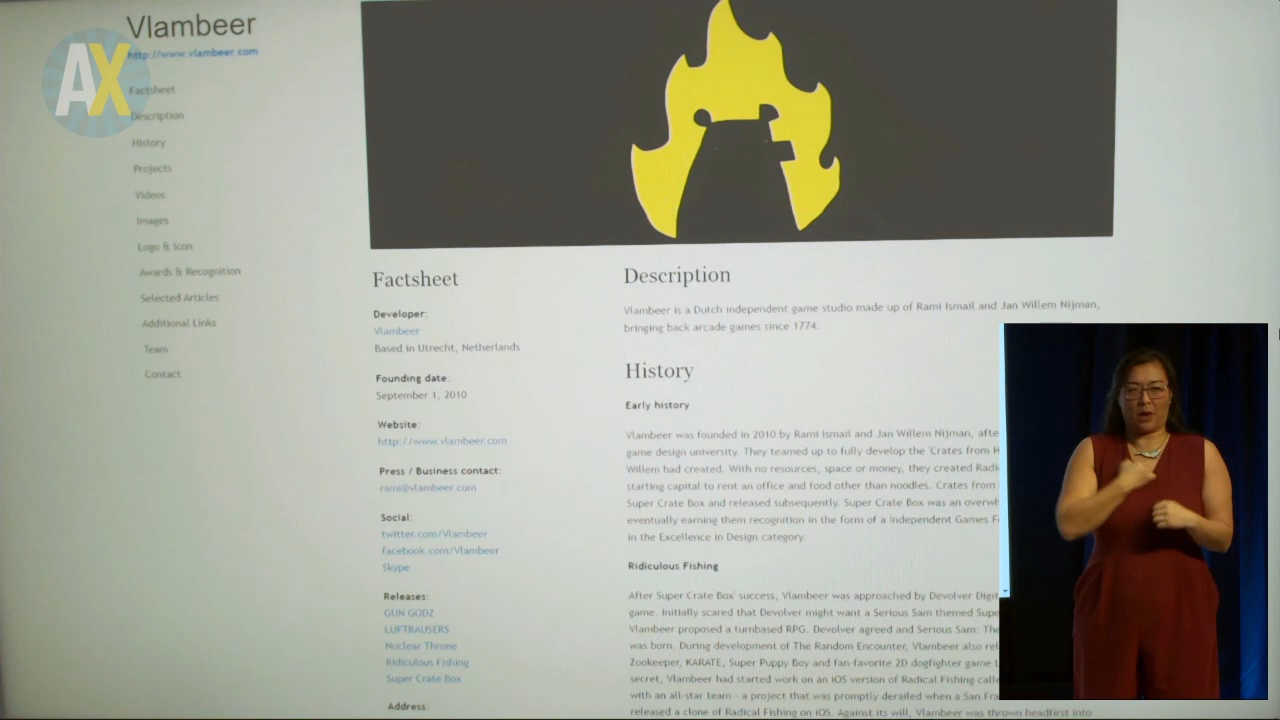 Vlambeer
http://www.vlambeer.com
AX
Factsheet
Description
History
Projects
Videos
Images
Logo & Icon
Awards & Recognition
Selected Articles
Additional Links
Team
Contact
Factsheet
Developer:
Vlambeer
Based in Utrecht, Netherlands
Founding date:
September 1, 2010
Website:
http://www.vlambeer.com
Press / Business contact:
rami@vlambeer.com
Social:
twitter.com/Vlambeer
facebook.com/Vlambeer
Skype
Releases:
GUN GODZ
LUFTRAUSERS
Nuclear Throne
Ridiculous Fishing
Super Crate Box
Address:
Description
Vlambeer is a Dutch independent game studio made up of Rami Ismail and Jan Willem Nijman,
bringing back arcade games since 1774.
History
Early history
Vlambeer was founded in 2010 by Rami Ismail and Jan Willem Nijman, afte
game design university. They teamed up to fully develop the 'Crates from H
Willem had created. With no resources, space or money, they created Radi
starting capital to rent an office and food other than noodles. Crates from
Super Crate Box and released subsequently. Super Crate Box was an overwh
eventually earning them recognition in the form of a Independent Games F
in the Excellence in Design category.
Ridiculous Fishing
After Super Crate Box' success, Vlambeer was approached by Devolver Digit
game. Initially scared that Devolver might want a Serious Sam themed Supe
Vlambeer proposed a turnbased RPG. Devolver agreed and Serious Sam: The
was born. During development of The Random Encounter, Vlambeer also rel
Zookeeper, KARATE, Super Puppy Boy and fan-favorite 2D dogfighter game L
secret, Vlambeer had started work on an iOS version of Radical Fishing calle
with an all-star team - a project that was promptly derailed when a San Fra
released a clone of Radical Fishing on iOS. Against its will, Vlambeer was thrown headfirst into